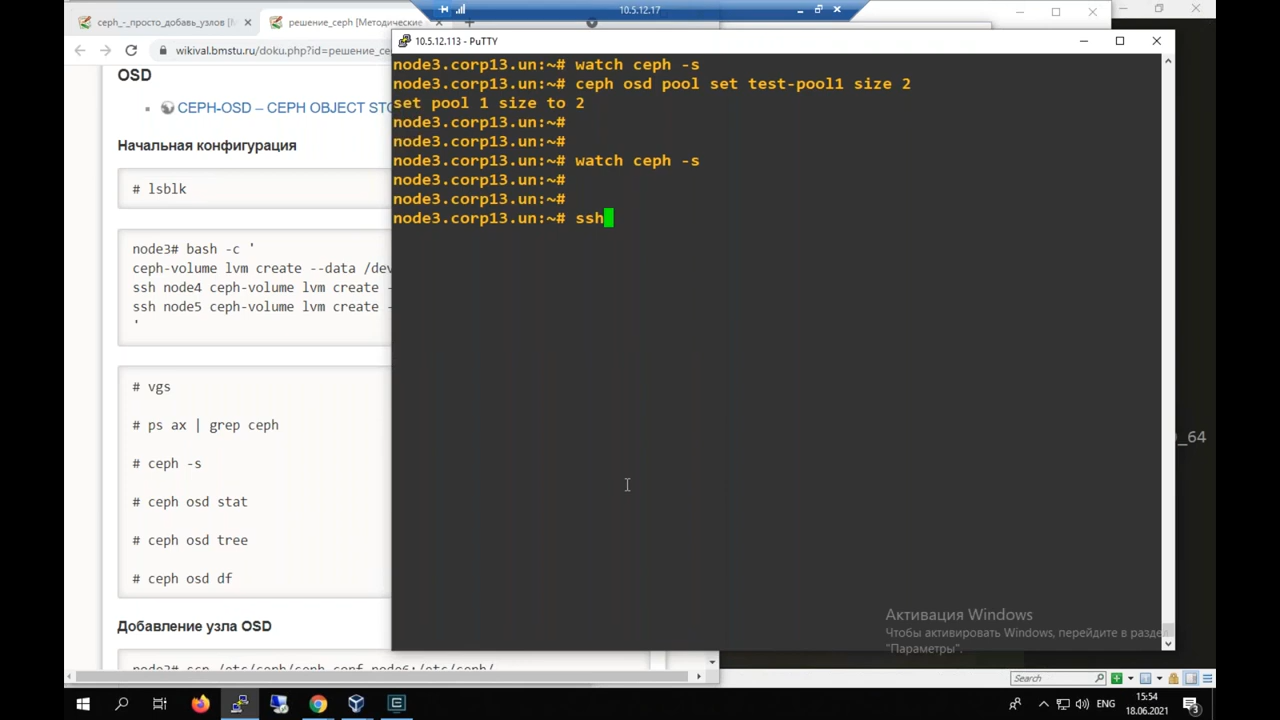 10.5.12.17
ceph_-_просто_добавь_узлов [М
решение_ceph [Методические
wikival.bmstu.ru/doku.php?id=решение_ce
10.5.12.113 - PuTTY
OSD
CEPH-OSD – CEPH OBJECT STO
Начальная конфигурация
# lsblk
node3# bash -c '
ceph-volume lvm create --data /dev
ssh node4 ceph-volume lvm create -
ssh node5 ceph-volume lvm create -
'
# vgs
# ps ax | grep ceph
# ceph -s
# ceph osd stat
# ceph osd tree
# ceph osd df
Добавление узла OSD
node3.corp13.un:~# watch ceph -s
node3.corp13.un:~# ceph osd pool set test-pool1 size 2
set pool 1 size to 2
node3.corp13.un:~#
node3.corp13.un:~#
node3.corp13.un:~# watch ceph -s
node3.corp13.un:~#
node3.corp13.un:~#
node3.corp13.un:~# ssh
_64
Активация Windows
Чтобы активировать Windows, перейдите в раздел
"Параметры".
Search
ENG
15:54
18.06.2021
3